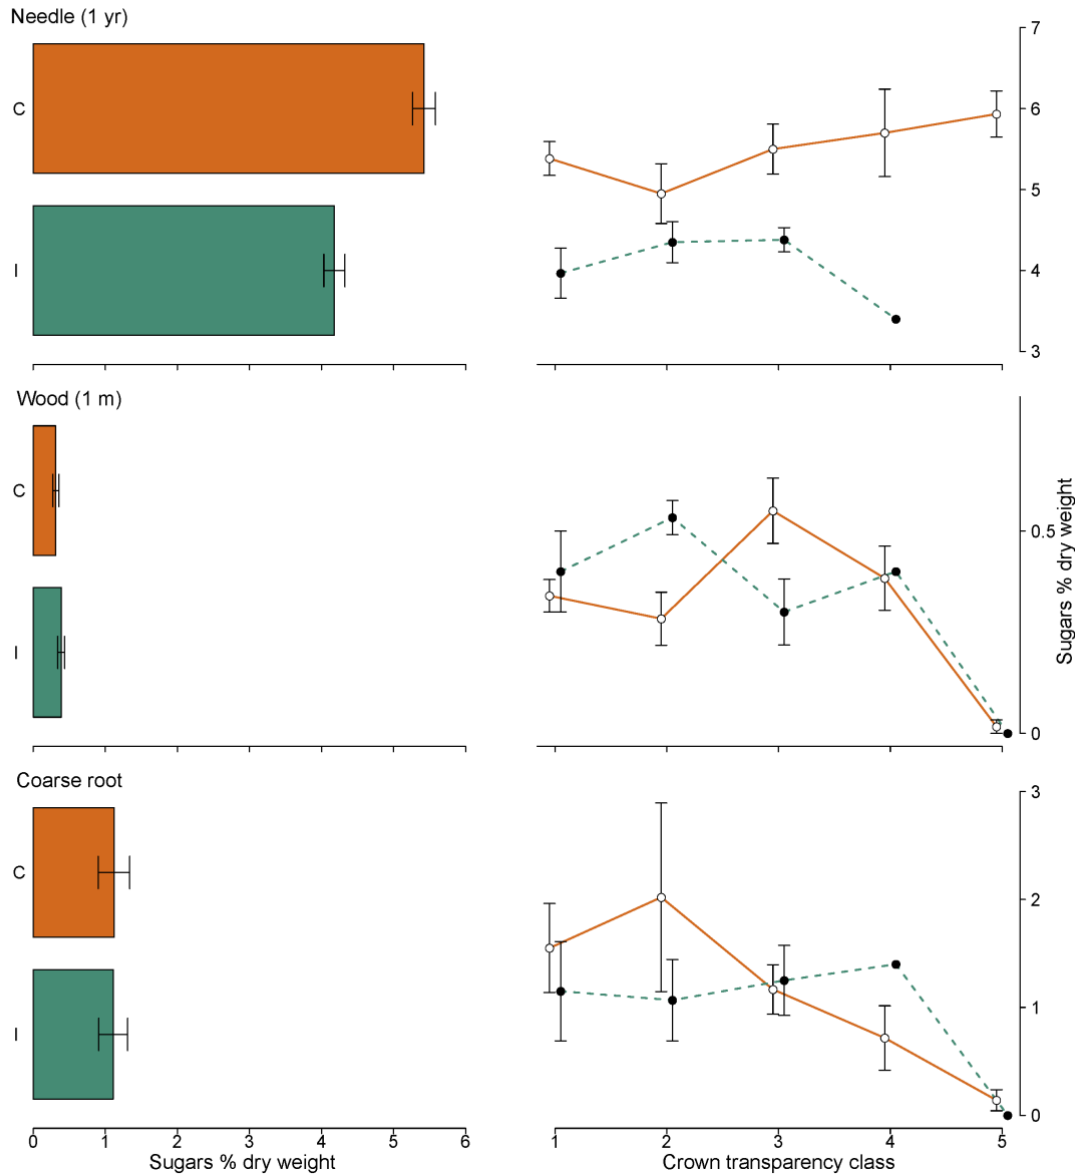 Needle (1 yr)
C
I
7
6
5
4
3
Wood (1 m)
C
I
0.5
0
Sugars % dry weight
Coarse root
C
I
3
2
1
0
0 1 2 3 4 5 6
Sugars % dry weight
1 2 3 4 5
Crown transparency class